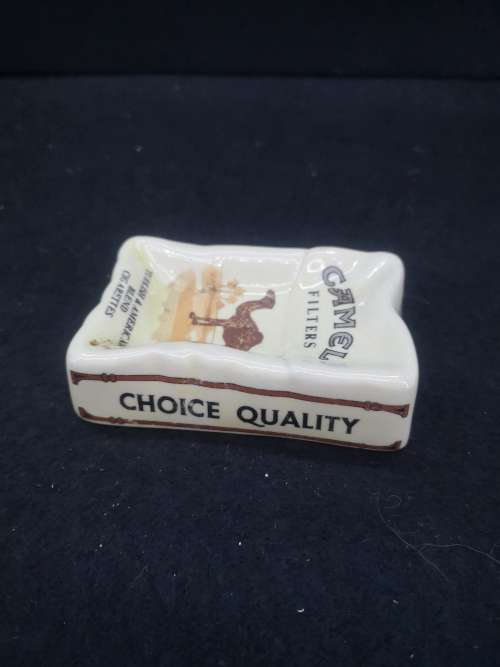 CAMEL
FILTERS
TURKISH & AMERICAN
BLEND
CIGARETTES
CHOICE QUALITY